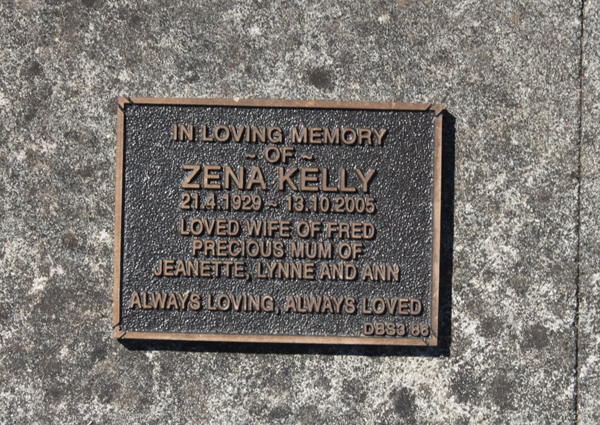 IN LOVING MEMORY
~ OF ~
ZENA KELLY
21.4.1929 ~ 13.10.2005
LOVED WIFE OF FRED
PRECIOUS MUM OF
JEANETTE, LYNNE AND ANN
ALWAYS LOVING, ALWAYS LOVED
DBS3 86